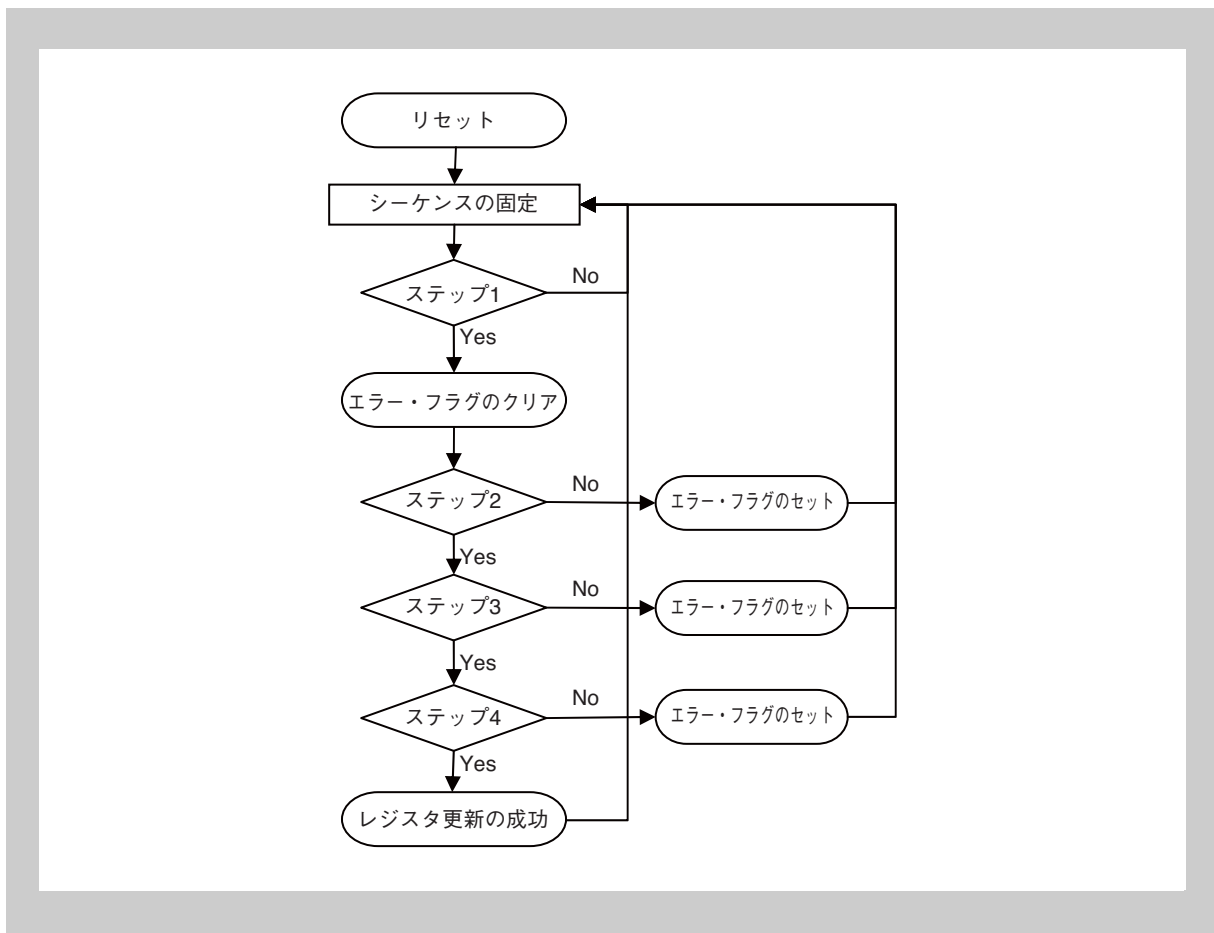 リセット
シーケンスの固定
ステップ1
No
Yes
エラー・フラグのクリア
ステップ2
No
エラー・フラグのセット
Yes
ステップ3
No
エラー・フラグのセット
Yes
ステップ4
No
エラー・フラグのセット
Yes
レジスタ更新の成功